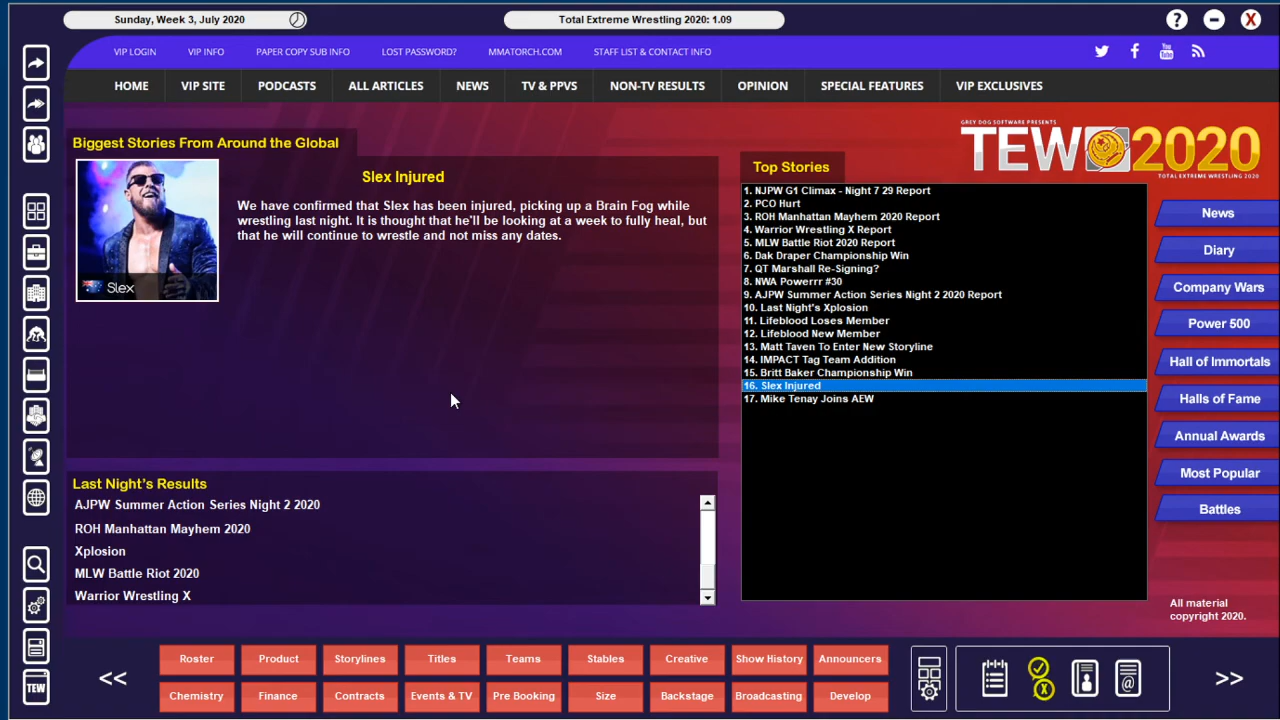 Sunday, Week 3, July 2020
Total Extreme Wrestling 2020: 1.09
?
X
VIP LOGIN
VIP INFO
PAPER COPY SUB INFO
LOST PASSWORD?
MMATORCH.COM
STAFF LIST & CONTACT INFO
HOME
VIP SITE
PODCASTS
ALL ARTICLES
NEWS
TV & PPVS
NON-TV RESULTS
OPINION
SPECIAL FEATURES
VIP EXCLUSIVES
GREY DOG SOFTWARE PRESENTS
TEW 2020
TOTAL EXTREME WRESTLING 2020
Biggest Stories From Around the Global
Slex Injured
We have confirmed that Slex has been injured, picking up a Brain Fog while
wrestling last night. It is thought that he'll be looking at a week to fully heal, but
that he will continue to wrestle and not miss any dates.
Slex
Top Stories
1. NJPW G1 Climax - Night 7 29 Report
2. PCO Hurt
3. ROH Manhattan Mayhem 2020 Report
4. Warrior Wrestling X Report
5. MLW Battle Riot 2020 Report
6. Dak Draper Championship Win
7. QT Marshall Re-Signing?
8. NWA Powerrr #30
9. AJPW Summer Action Series Night 2 2020 Report
10. Last Night's Xplosion
11. Lifeblood Loses Member
12. Lifeblood New Member
13. Matt Taven To Enter New Storyline
14. IMPACT Tag Team Addition
15. Britt Baker Championship Win
16. Slex Injured
17. Mike Tenay Joins AEW
News
Diary
Company Wars
Power 500
Hall of Immortals
Halls of Fame
Annual Awards
Most Popular
Battles
Last Night's Results
AJPW Summer Action Series Night 2 2020
ROH Manhattan Mayhem 2020
Xplosion
MLW Battle Riot 2020
Warrior Wrestling X
All material
copyright 2020.
<<
Roster
Product
Storylines
Titles
Teams
Stables
Creative
Show History
Announcers
Chemistry
Finance
Contracts
Events & TV
Pre Booking
Size
Backstage
Broadcasting
Develop
>>
TEW